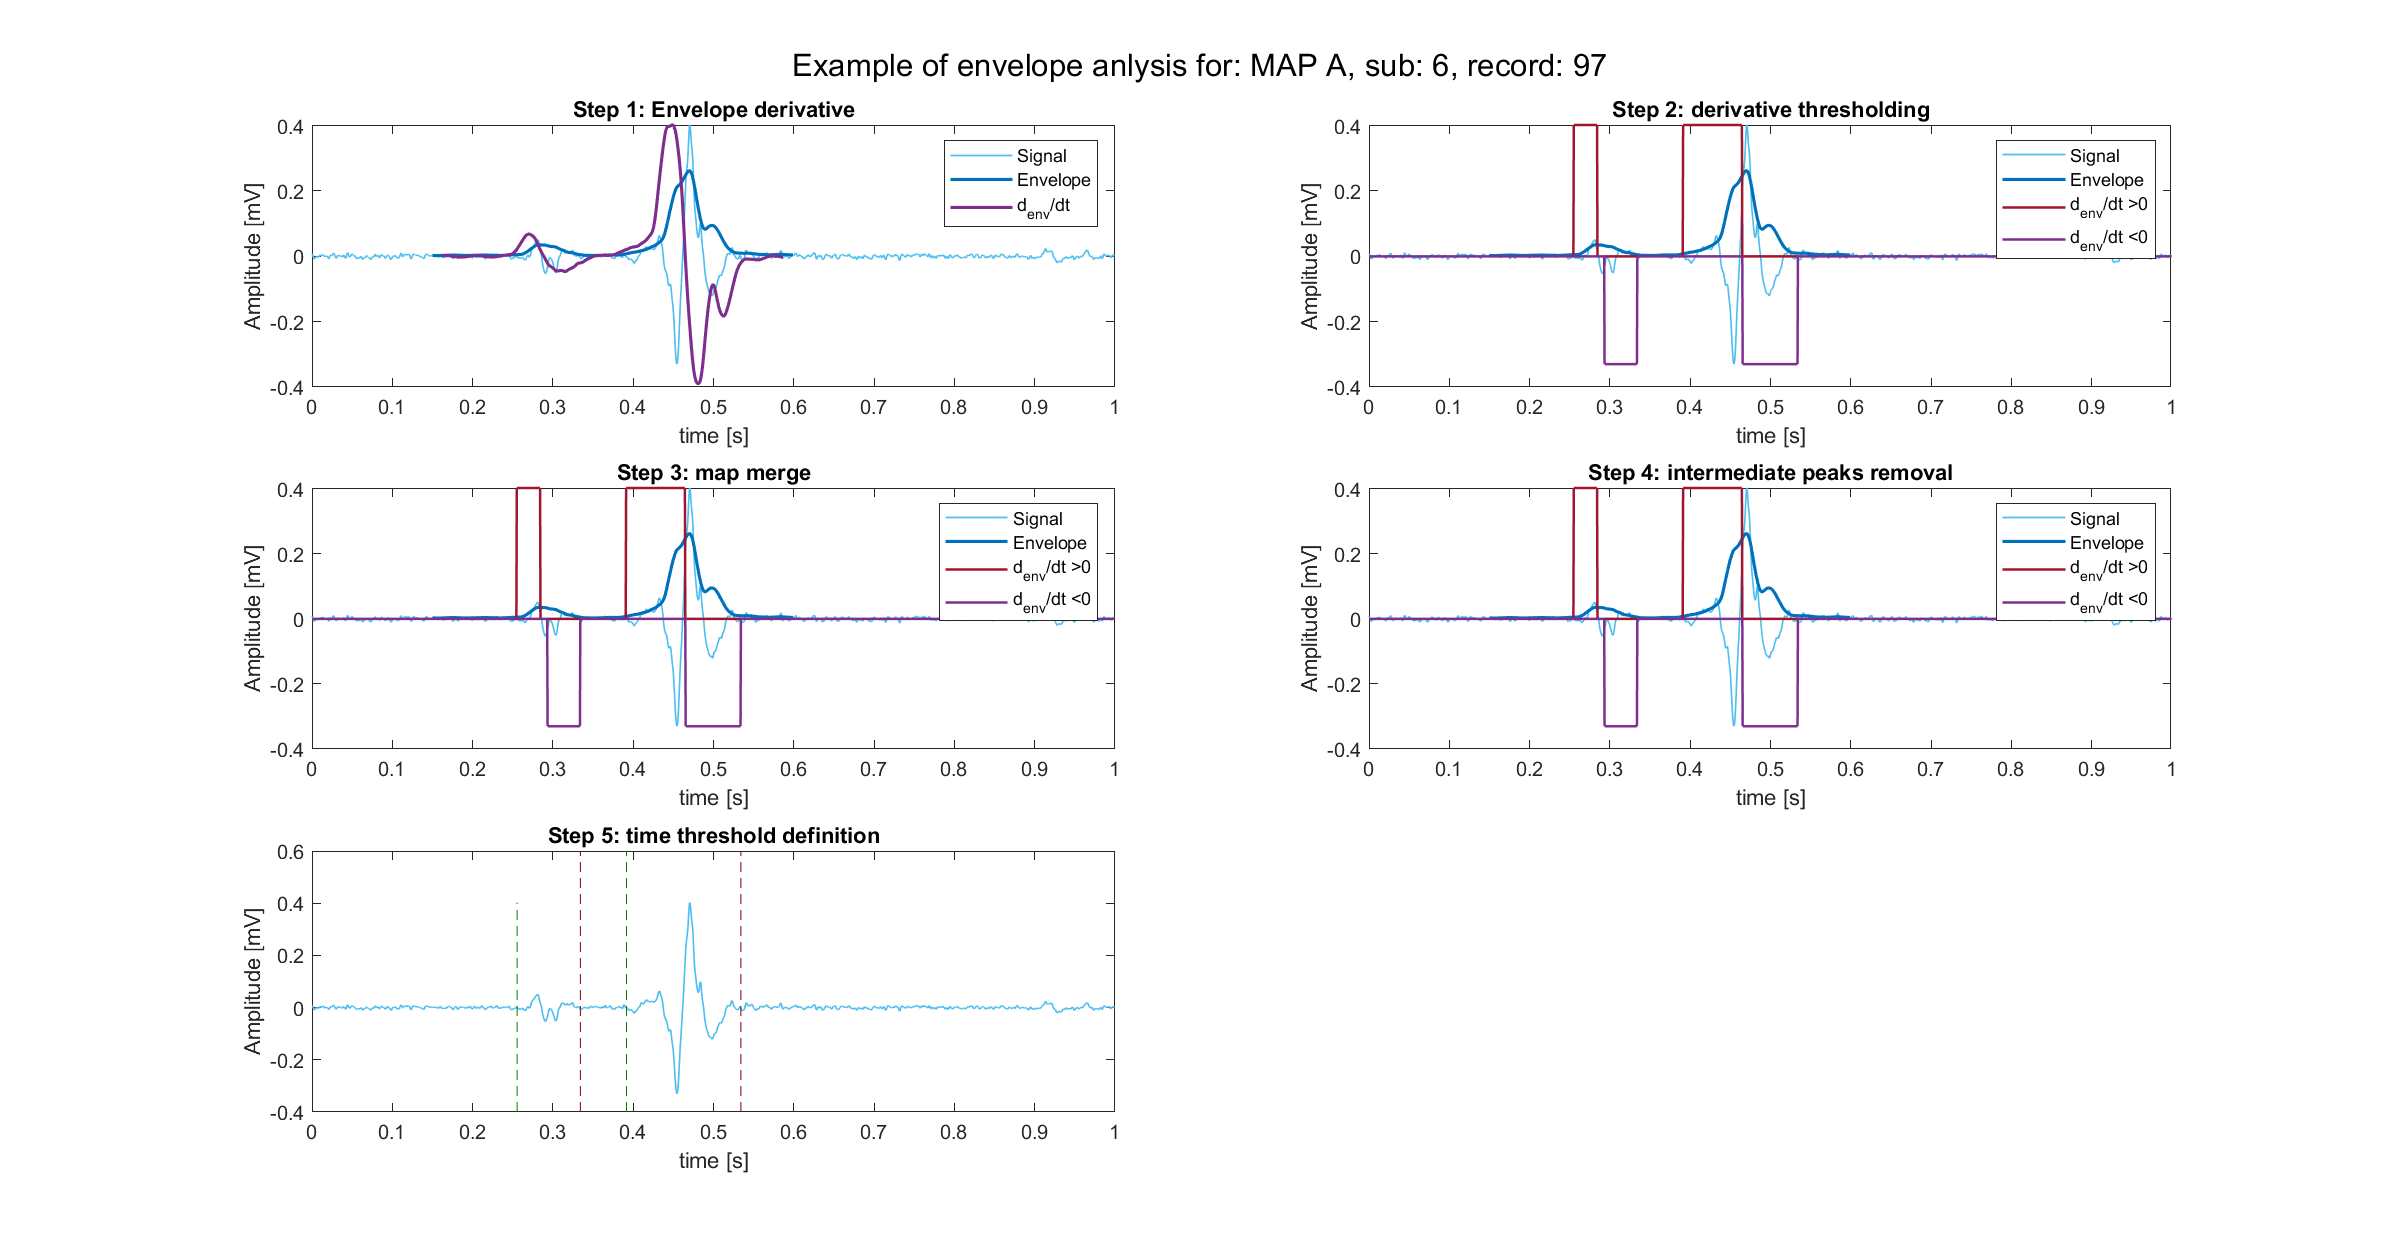 Example of envelope anlysis for: MAP A, sub: 6, record: 97
Step 1: Envelope derivative
0.4
0.2
0
-0.2
-0.4
Amplitude [mV]
0 0.1 0.2 0.3 0.4 0.5 0.6 0.7 0.8 0.9 1
time [s]
Signal
Envelope
d_env/dt
Step 2: derivative thresholding
0.4
0.2
0
-0.2
-0.4
Amplitude [mV]
0 0.1 0.2 0.3 0.4 0.5 0.6 0.7 0.8 0.9 1
time [s]
Signal
Envelope
d_env/dt >0
d_env/dt <0
Step 3: map merge
0.4
0.2
0
-0.2
-0.4
Amplitude [mV]
0 0.1 0.2 0.3 0.4 0.5 0.6 0.7 0.8 0.9 1
time [s]
Signal
Envelope
d_env/dt >0
d_env/dt <0
Step 4: intermediate peaks removal
0.4
0.2
0
-0.2
-0.4
Amplitude [mV]
0 0.1 0.2 0.3 0.4 0.5 0.6 0.7 0.8 0.9 1
time [s]
Signal
Envelope
d_env/dt >0
d_env/dt <0
Step 5: time threshold definition
0.6
0.4
0.2
0
-0.2
-0.4
Amplitude [mV]
0 0.1 0.2 0.3 0.4 0.5 0.6 0.7 0.8 0.9 1
time [s]